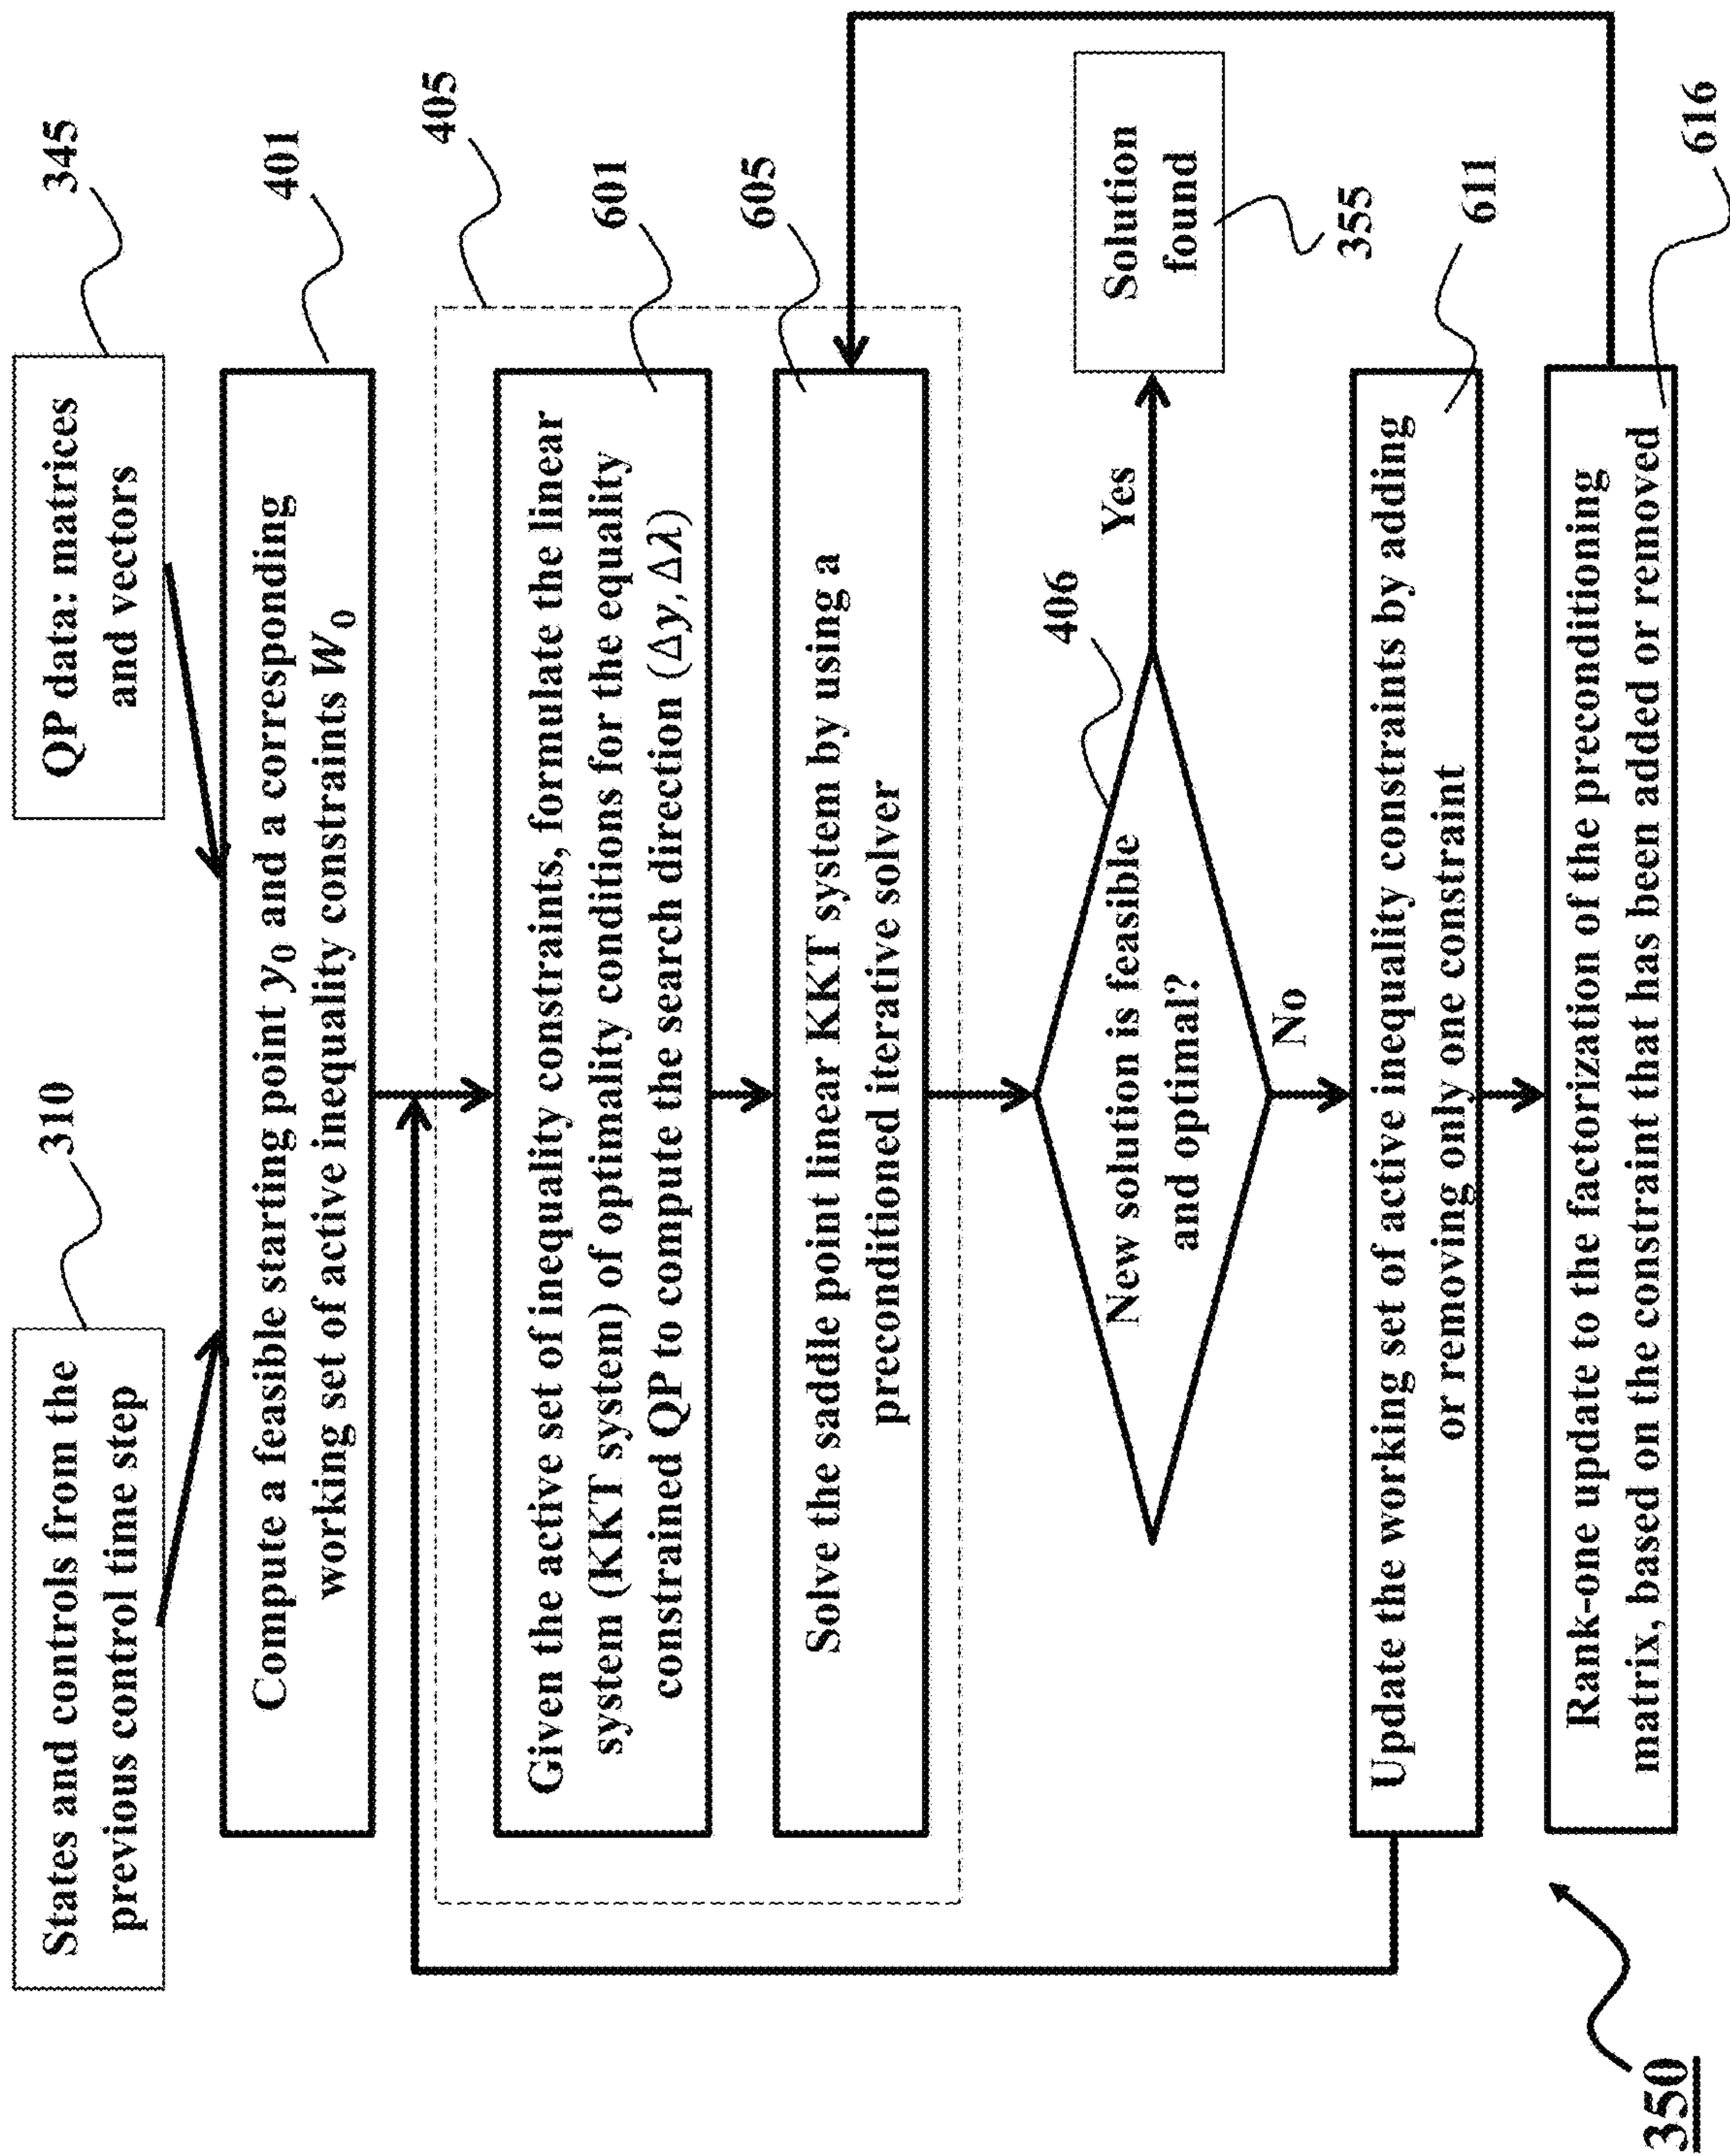 310
345
States and controls from the
previous control time step
QP data: matrices
and vectors
401
Compute a feasible starting point y₀ and a corresponding
working set of active inequality constraints W₀
405
601
Given the active set of inequality constraints, formulate the linear
system (KKT system) of optimality conditions for the equality
constrained QP to compute the search direction (Δy, Δλ)
605
Solve the saddle point linear KKT system by using a
preconditioned iterative solver
406
New solution is feasible
and optimal?
Yes
Solution
found
355
No
611
Update the working set of active inequality constraints by adding
or removing only one constraint
616
Rank-one update to the factorization of the preconditioning
matrix, based on the constraint that has been added or removed
350